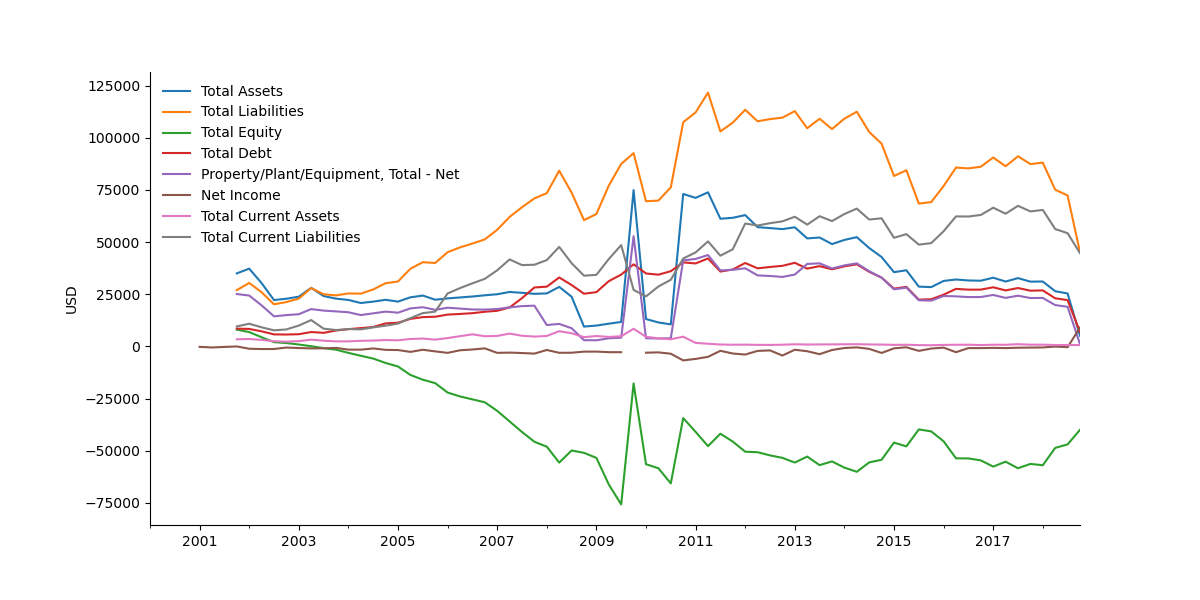 125000
100000
75000
50000
25000
0
−25000
−50000
−75000
USD
Total Assets
Total Liabilities
Total Equity
Total Debt
Property/Plant/Equipment, Total - Net
Net Income
Total Current Assets
Total Current Liabilities
2001 2003 2005 2007 2009 2011 2013 2015 2017